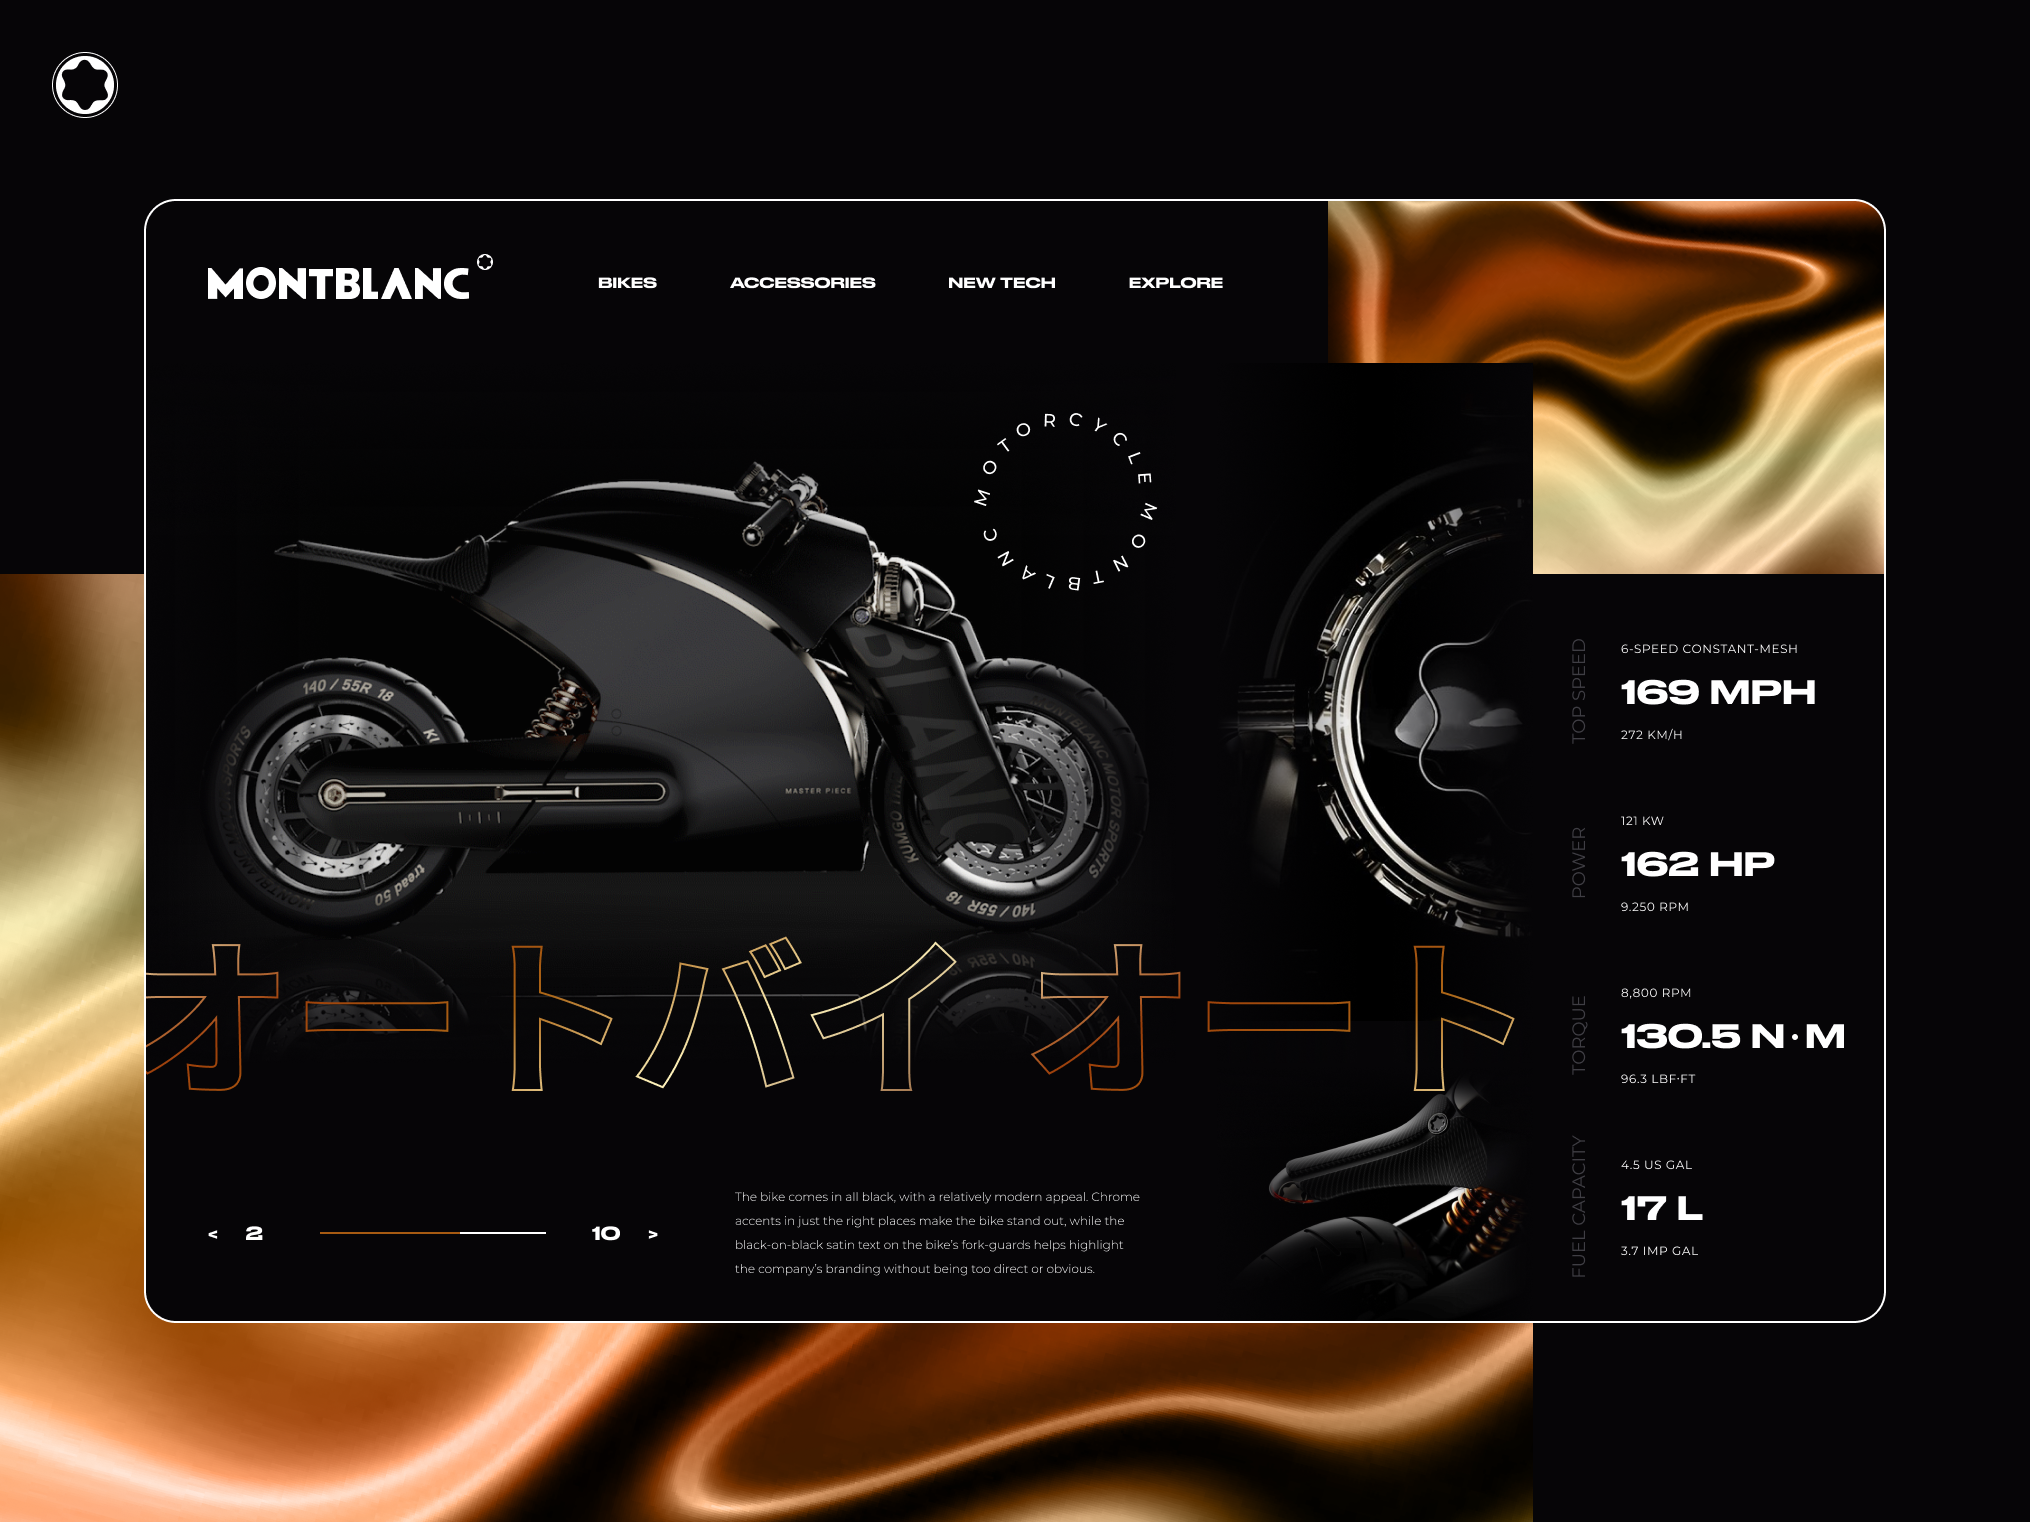 MONTBLANC
BIKES
ACCESSORIES
NEW TECH
EXPLORE
MOTORCYCLE MONTBLANC
140 / 55R 18
tread 50
MASTER PIECE
BLANC
KUMGO
MONTBLANC MOTOR SPORTS
140 / 55R 18
オートバイオート
< 2
10 >
The bike comes in all black, with a relatively modern appeal. Chrome
accents in just the right places make the bike stand out, while the
black-on-black satin text on the bike's fork-guards helps highlight
the company's branding without being too direct or obvious.
TOP SPEED
6-SPEED CONSTANT-MESH
169 MPH
272 KM/H
POWER
121 KW
162 HP
9.250 RPM
TORQUE
8,800 RPM
130.5 N·M
96.3 LBF·FT
FUEL CAPACITY
4.5 US GAL
17 L
3.7 IMP GAL